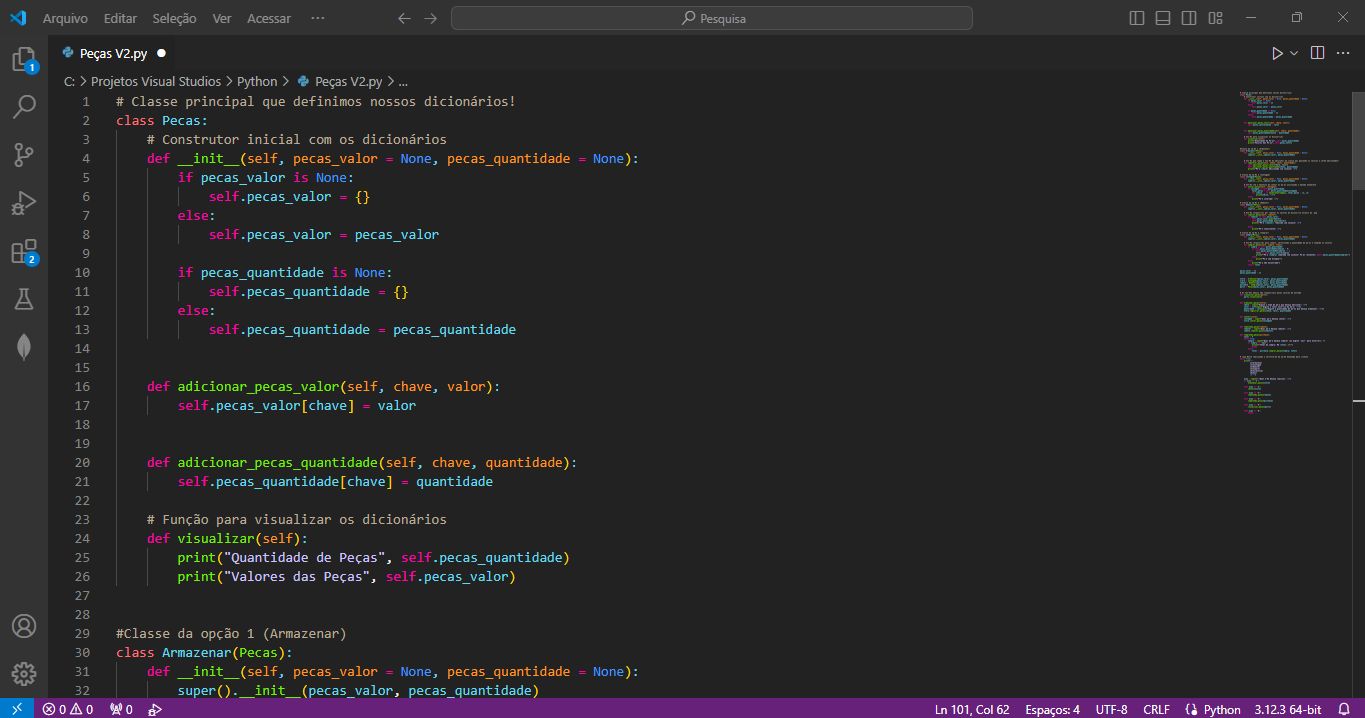 Arquivo Editar Seleção Ver Acessar ··· Pesquisa
Peças V2.py
C: > Projetos Visual Studios > Python > Peças V2.py > ...
1 # Classe principal que definimos nossos dicionários!
2 class Pecas:
3 # Construtor inicial com os dicionários
4 def __init__(self, pecas_valor = None, pecas_quantidade = None):
5 if pecas_valor is None:
6 self.pecas_valor = {}
7 else:
8 self.pecas_valor = pecas_valor
9
10 if pecas_quantidade is None:
11 self.pecas_quantidade = {}
12 else:
13 self.pecas_quantidade = pecas_quantidade
14
15
16 def adicionar_pecas_valor(self, chave, valor):
17 self.pecas_valor[chave] = valor
18
19
20 def adicionar_pecas_quantidade(self, chave, quantidade):
21 self.pecas_quantidade[chave] = quantidade
22
23 # Função para visualizar os dicionários
24 def visualizar(self):
25 print("Quantidade de Peças", self.pecas_quantidade)
26 print("Valores das Peças", self.pecas_valor)
27
28
29 #Classe da opção 1 (Armazenar)
30 class Armazenar(Pecas):
31 def __init__(self, pecas_valor = None, pecas_quantidade = None):
32 super().__init__(pecas_valor, pecas_quantidade)
1
2
0 0 0 Ln 101, Col 62 Espaços: 4 UTF-8 CRLF Python 3.12.3 64-bit